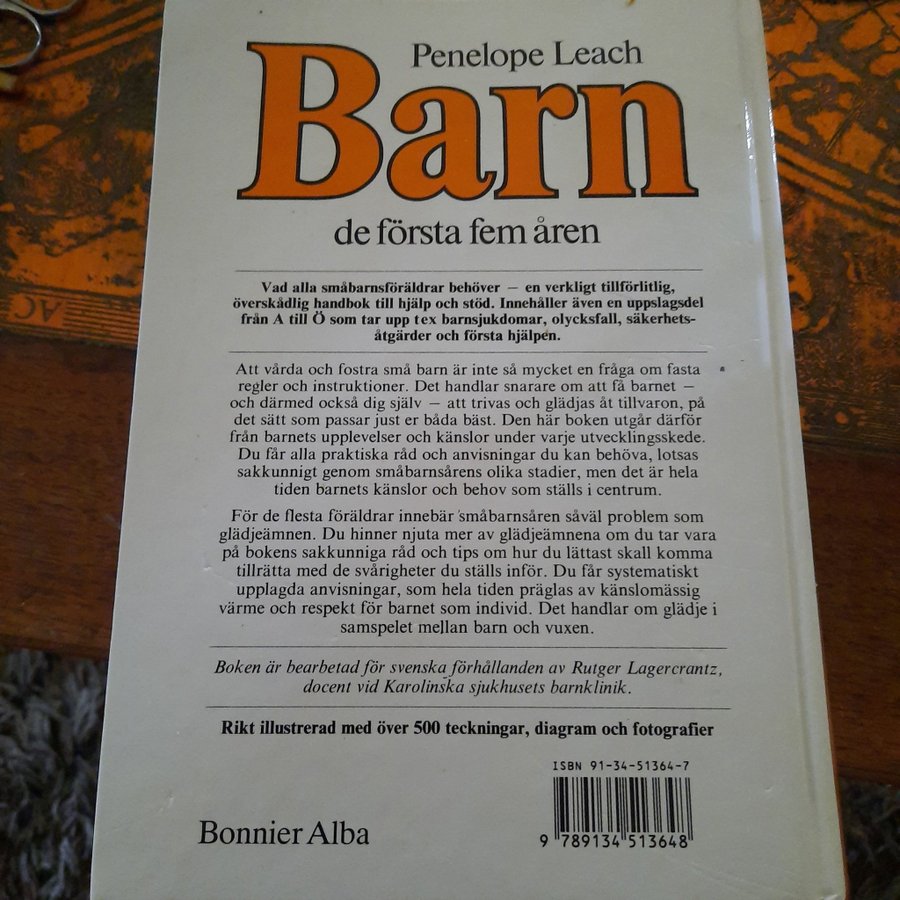 Penelope Leach
Barn
de första fem åren
Vad alla småbarnsföräldrar behöver – en verkligt tillförlitlig,
överskådlig handbok till hjälp och stöd. Innehåller även en uppslagsdel
från A till Ö som tar upp t ex barnsjukdomar, olycksfall, säkerhets-
åtgärder och första hjälpen.
Att vårda och fostra små barn är inte så mycket en fråga om fasta
regler och instruktioner. Det handlar snarare om att få barnet –
och därmed också dig själv – att trivas och glädjas åt tillvaron, på
det sätt som passar just er båda bäst. Den här boken utgår därför
från barnets upplevelser och känslor under varje utvecklingsskede.
Du får alla praktiska råd och anvisningar du kan behöva, lotsas
sakkunnigt genom småbarnsårens olika stadier, men det är hela
tiden barnets känslor och behov som ställs i centrum.
För de flesta föräldrar innebär småbarnsåren såväl problem som
glädjeämnen. Du hinner njuta mer av glädjeämnena om du tar vara
på bokens sakkunniga råd och tips om hur du lättast skall komma
tillrätta med de svårigheter du ställs inför. Du får systematiskt
upplagda anvisningar, som hela tiden präglas av känslomässig
värme och respekt för barnet som individ. Det handlar om glädje i
samspelet mellan barn och vuxen.
Boken är bearbetad för svenska förhållanden av Rutger Lagercrantz,
docent vid Karolinska sjukhusets barnklinik.
Rikt illustrerad med över 500 teckningar, diagram och fotografier
ISBN 91-34-51364-7
Bonnier Alba
9 789134 513648
AC